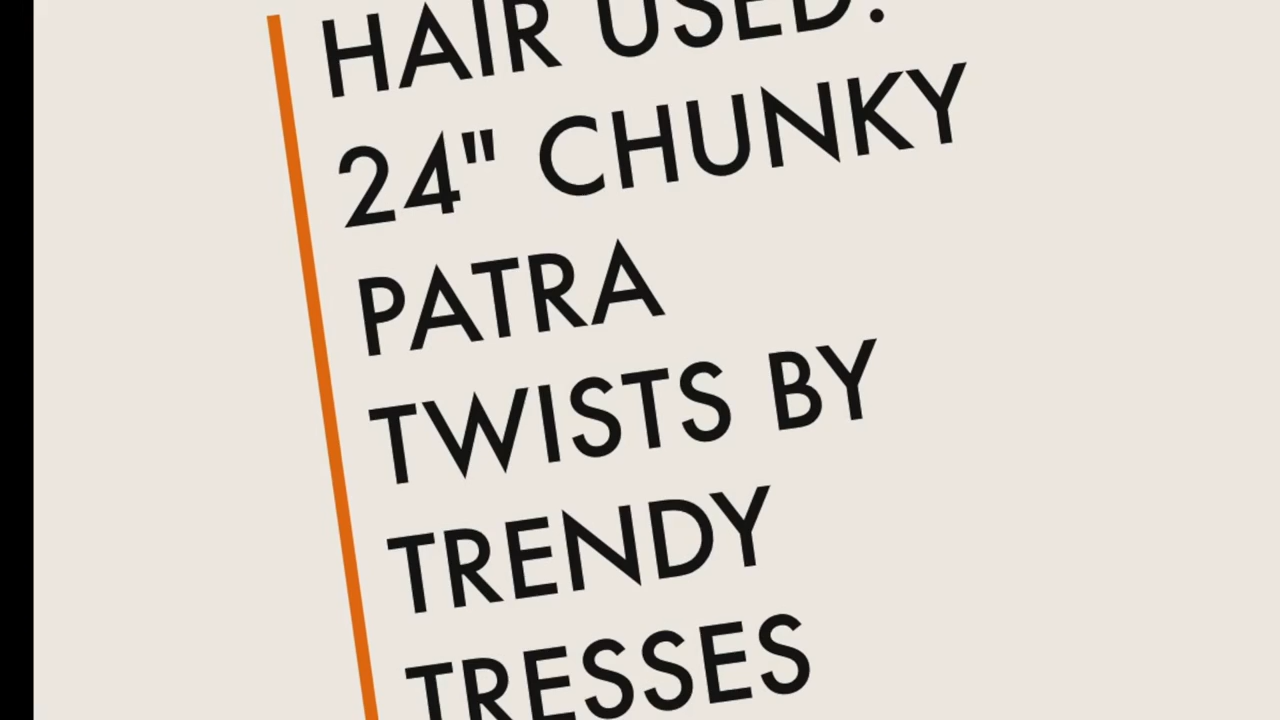 HAIR USED:
24" CHUNKY
PATRA
TWISTS BY
TRENDY
TRESSES